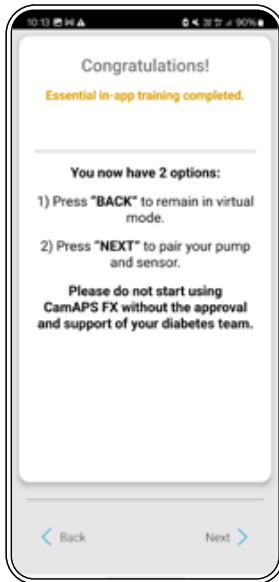 10:13
90%
Congratulations!
Essential in-app training completed.
You now have 2 options:
1) Press "BACK" to remain in virtual
mode.
2) Press "NEXT" to pair your pump
and sensor.
Please do not start using
CamAPS FX without the approval
and support of your diabetes team.
Back
Next